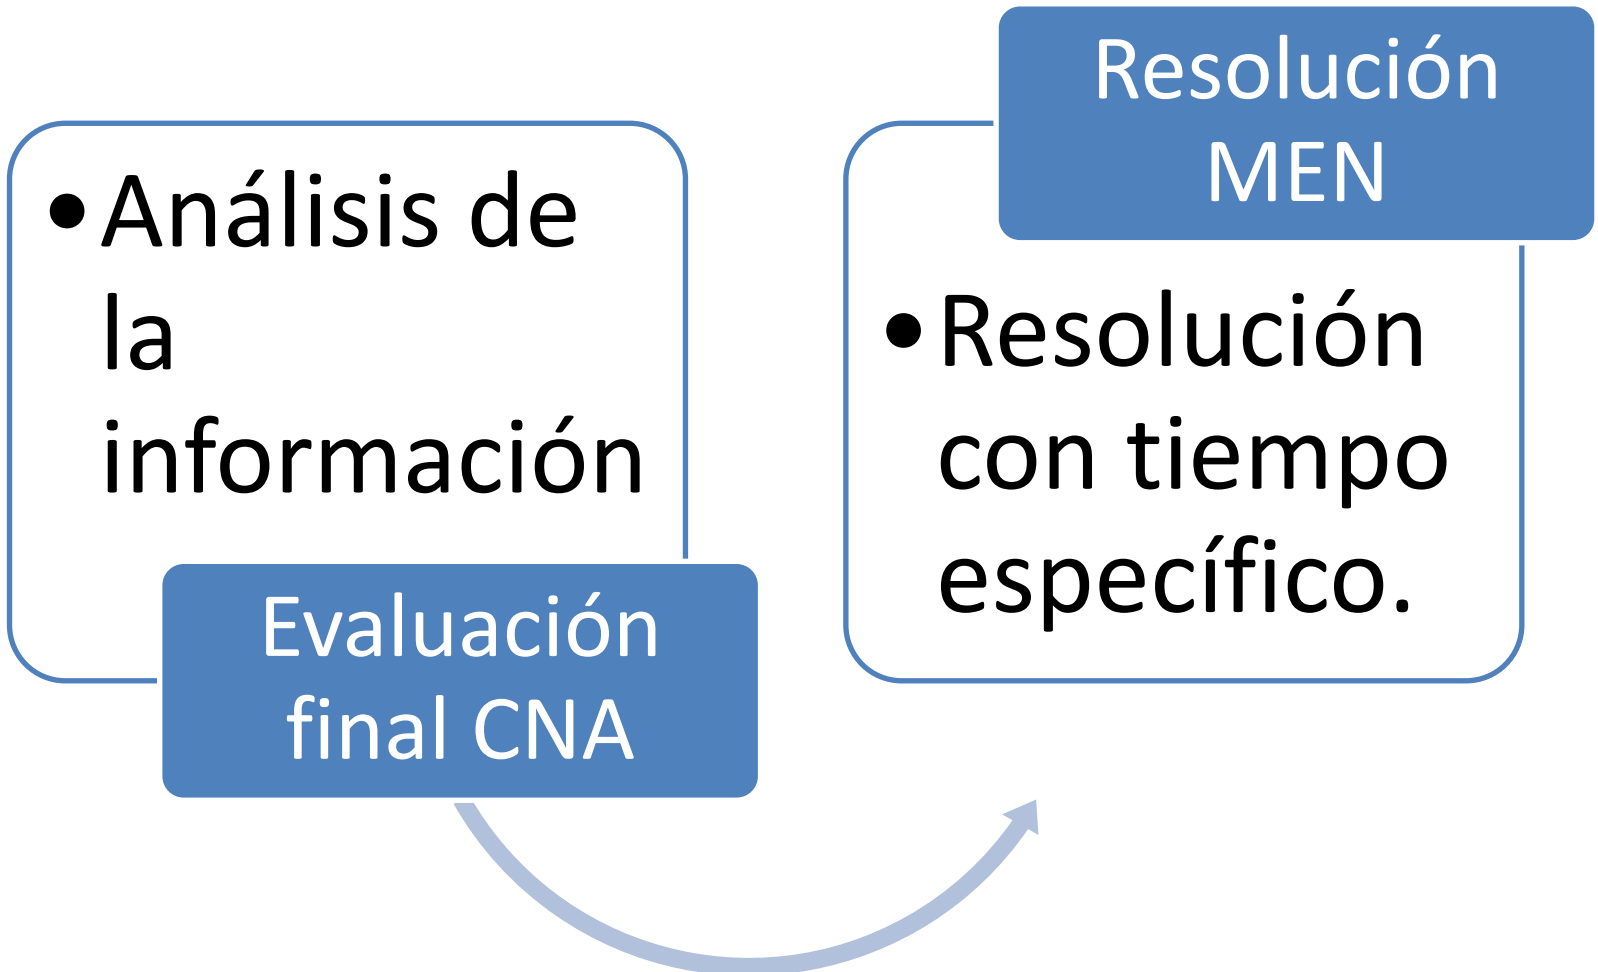 •Análisis de
la
información
Evaluación
final CNA
Resolución
MEN
•Resolución
con tiempo
específico.